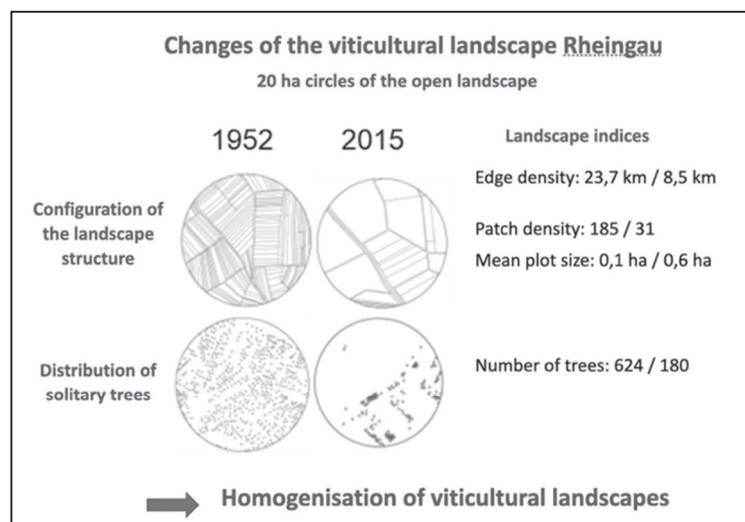 Changes of the viticultural landscape Rheingau
20 ha circles of the open landscape
1952
2015
Landscape indices
Configuration of
the landscape
structure
Edge density: 23,7 km / 8,5 km
Patch density: 185 / 31
Mean plot size: 0,1 ha / 0,6 ha
Distribution of
solitary trees
Number of trees: 624 / 180
Homogenisation of viticultural landscapes